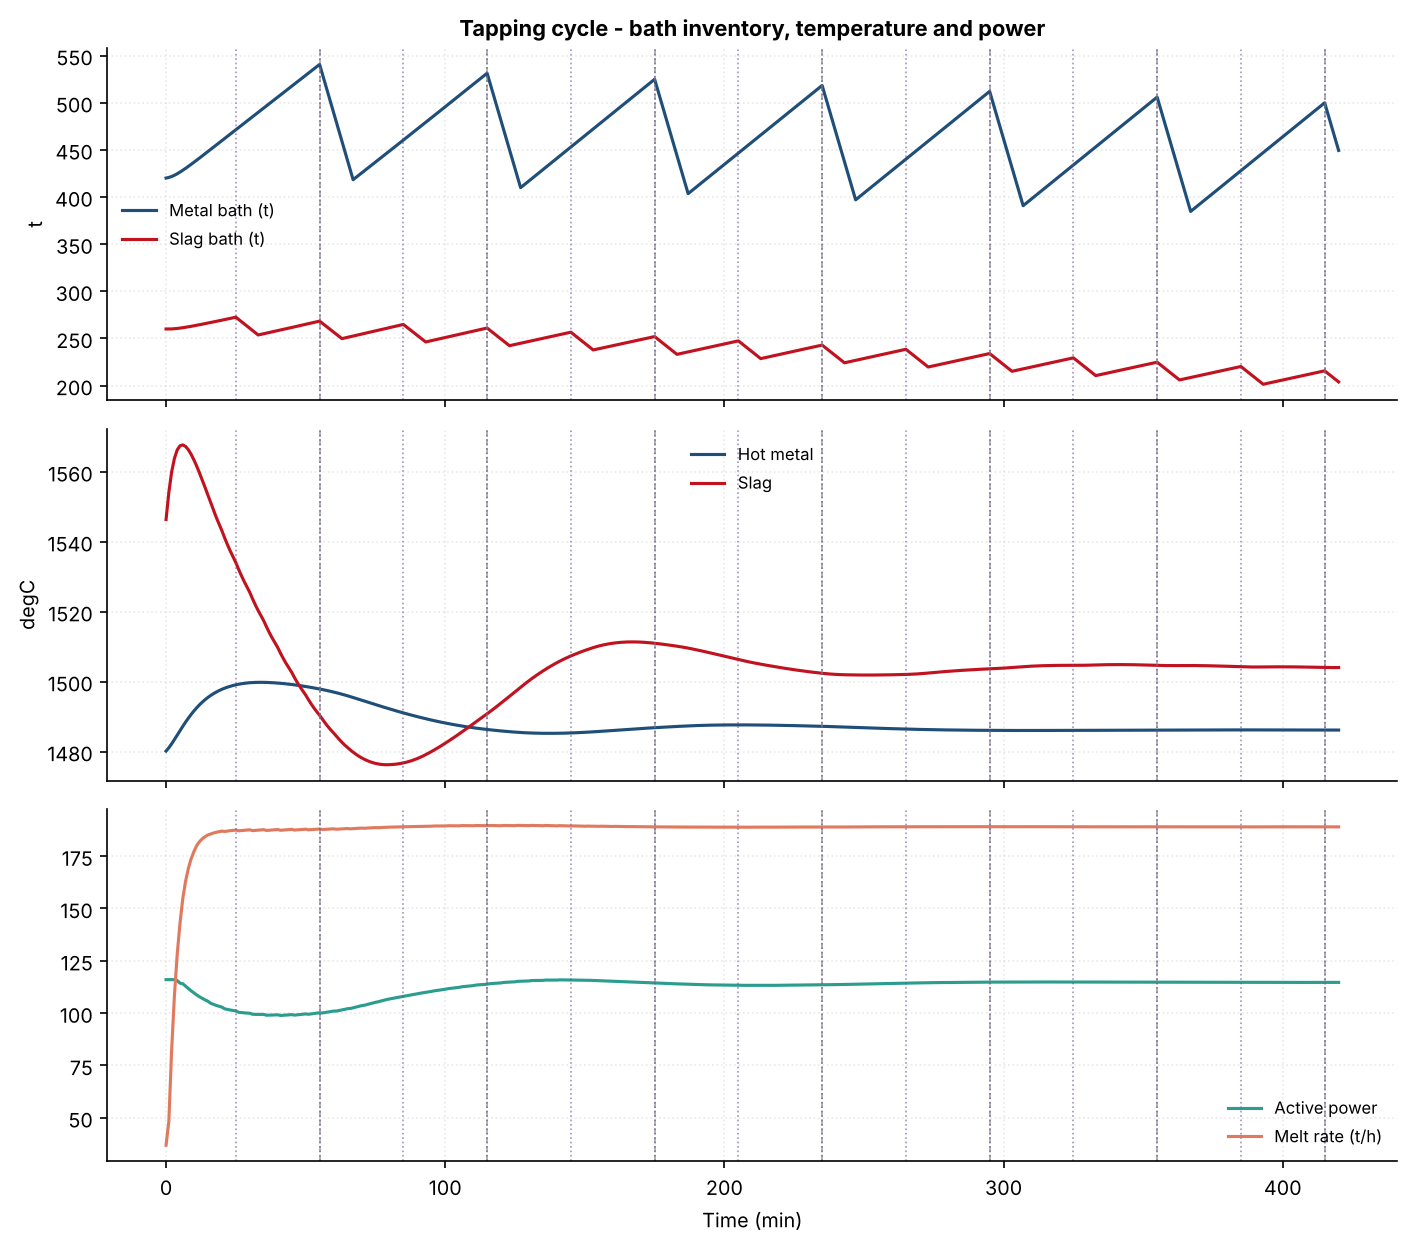 Tapping cycle - bath inventory, temperature and power
550
500
450
400
350
300
250
200
t
Metal bath (t)
Slag bath (t)
1560
1540
1520
1500
1480
degC
Hot metal
Slag
175
150
125
100
75
50
Active power
Melt rate (t/h)
0 100 200 300 400
Time (min)